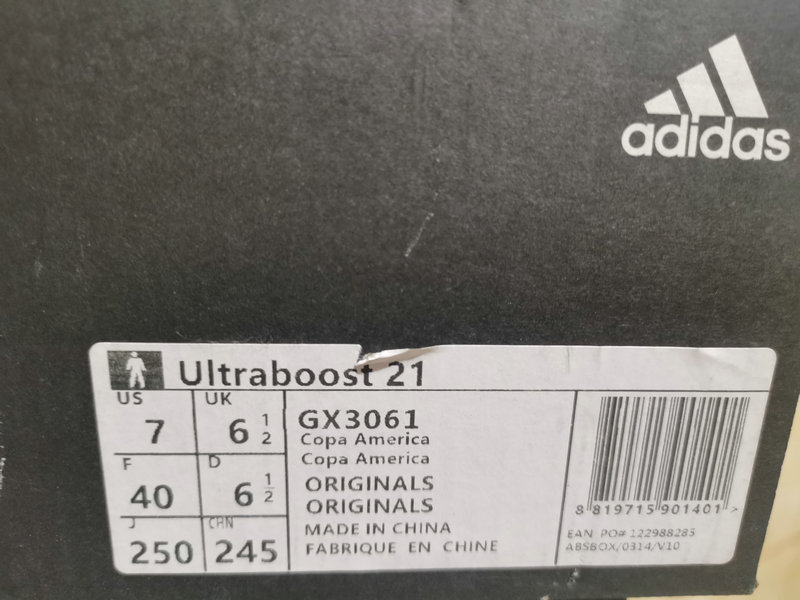 adidas
Ultraboost 21
US
7
UK
6 1/2
F
40
D
6 1/2
J
250
CHN
245
GX3061
Copa America
Copa America
ORIGINALS
ORIGINALS
MADE IN CHINA
FABRIQUE EN CHINE
8 819715 901401 >
EAN PO# 122988285
ABSBOX/0314/V10